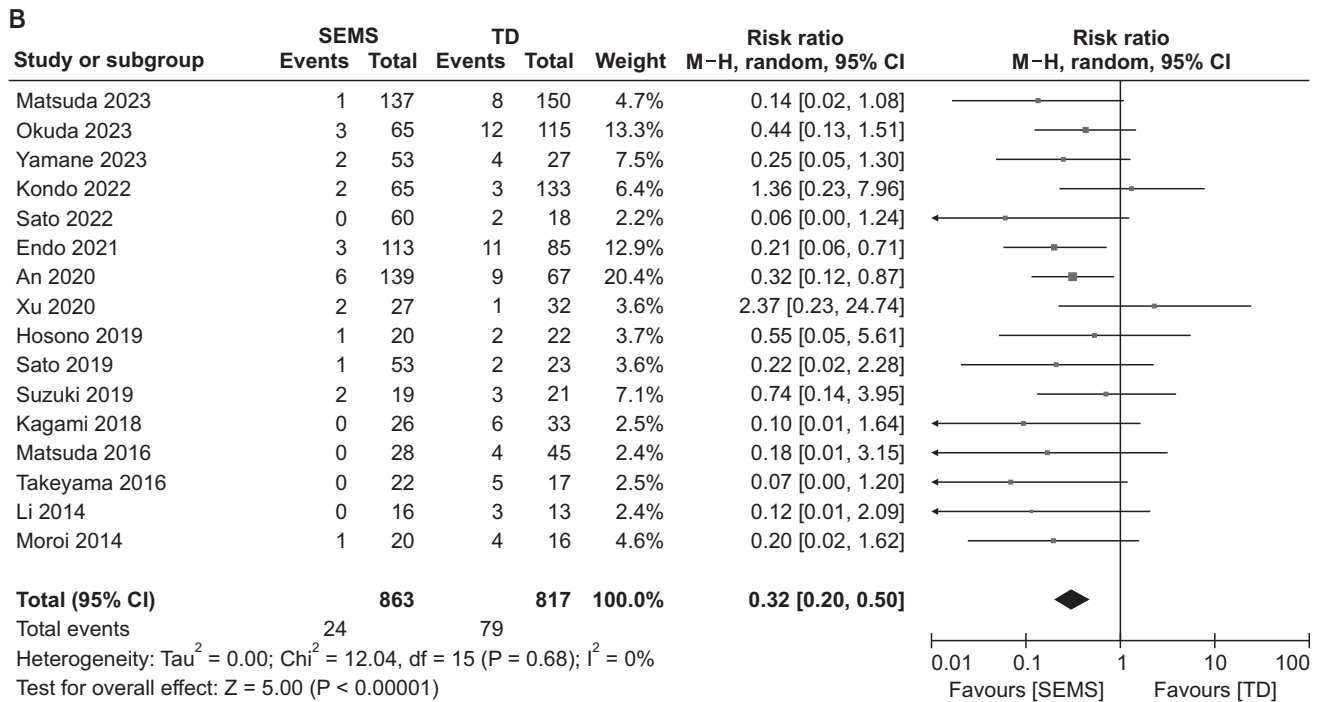 B
SEMS TD Risk ratio Risk ratio
Study or subgroup Events Total Events Total Weight M−H, random, 95% CI M−H, random, 95% CI
Matsuda 2023 1 137 8 150 4.7% 0.14 [0.02, 1.08]
Okuda 2023 3 65 12 115 13.3% 0.44 [0.13, 1.51]
Yamane 2023 2 53 4 27 7.5% 0.25 [0.05, 1.30]
Kondo 2022 2 65 3 133 6.4% 1.36 [0.23, 7.96]
Sato 2022 0 60 2 18 2.2% 0.06 [0.00, 1.24]
Endo 2021 3 113 11 85 12.9% 0.21 [0.06, 0.71]
An 2020 6 139 9 67 20.4% 0.32 [0.12, 0.87]
Xu 2020 2 27 1 32 3.6% 2.37 [0.23, 24.74]
Hosono 2019 1 20 2 22 3.7% 0.55 [0.05, 5.61]
Sato 2019 1 53 2 23 3.6% 0.22 [0.02, 2.28]
Suzuki 2019 2 19 3 21 7.1% 0.74 [0.14, 3.95]
Kagami 2018 0 26 6 33 2.5% 0.10 [0.01, 1.64]
Matsuda 2016 0 28 4 45 2.4% 0.18 [0.01, 3.15]
Takeyama 2016 0 22 5 17 2.5% 0.07 [0.00, 1.20]
Li 2014 0 16 3 13 2.4% 0.12 [0.01, 2.09]
Moroi 2014 1 20 4 16 4.6% 0.20 [0.02, 1.62]
Total (95% CI) 863 817 100.0% 0.32 [0.20, 0.50]
Total events 24 79
Heterogeneity: Tau² = 0.00; Chi² = 12.04, df = 15 (P = 0.68); I² = 0%
Test for overall effect: Z = 5.00 (P < 0.00001)
0.01 0.1 1 10 100
Favours [SEMS] Favours [TD]